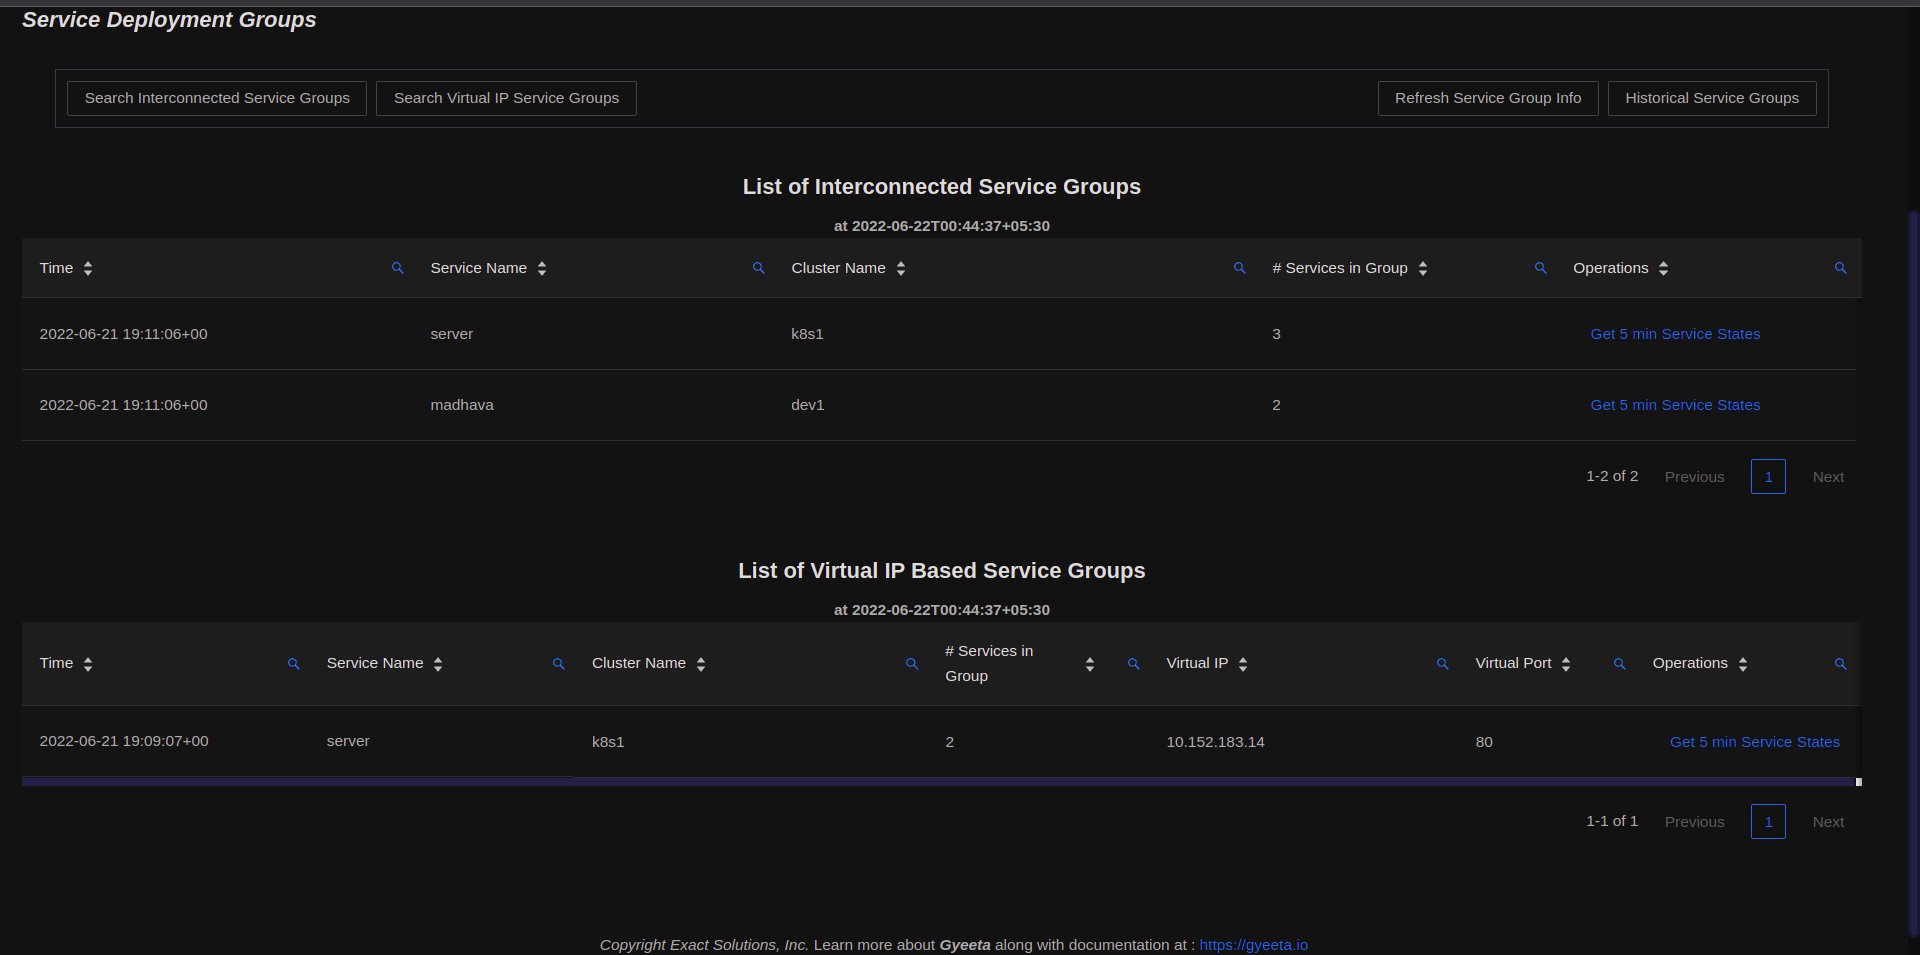 Service Deployment Groups
Search Interconnected Service Groups Search Virtual IP Service Groups Refresh Service Group Info Historical Service Groups
List of Interconnected Service Groups
at 2022-06-22T00:44:37+05:30
Time Service Name Cluster Name # Services in Group Operations
2022-06-21 19:11:06+00 server k8s1 3 Get 5 min Service States
2022-06-21 19:11:06+00 madhava dev1 2 Get 5 min Service States
1-2 of 2 Previous 1 Next
List of Virtual IP Based Service Groups
at 2022-06-22T00:44:37+05:30
Time Service Name Cluster Name # Services in Group Virtual IP Virtual Port Operations
2022-06-21 19:09:07+00 server k8s1 2 10.152.183.14 80 Get 5 min Service States
1-1 of 1 Previous 1 Next
Copyright Exact Solutions, Inc. Learn more about Gyeeta along with documentation at : https://gyeeta.io